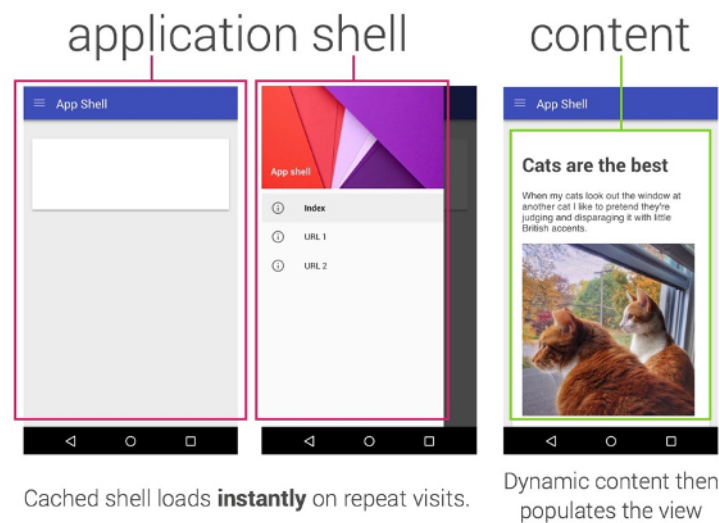 application shell
content
App Shell
App shell
Index
URL 1
URL 2
App Shell
Cats are the best
When my cats look out the window at
another cat I like to pretend they're
judging and disparaging it with little
British accents.
Cached shell loads instantly on repeat visits.
Dynamic content then
populates the view